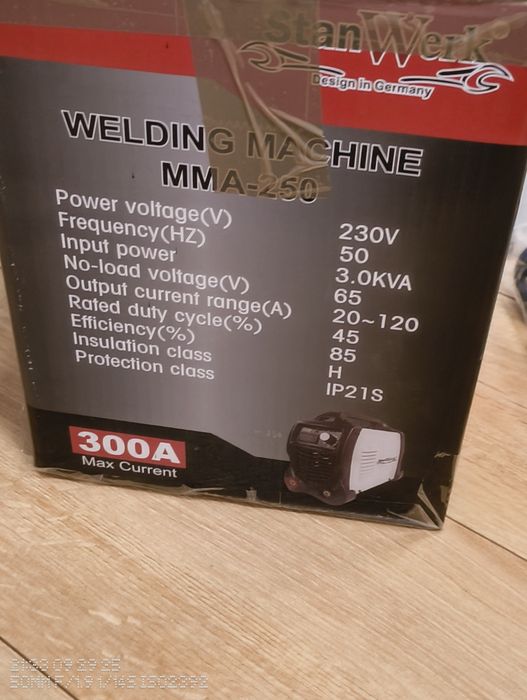 StanWerk
Design in Germany
WELDING MACHINE
MMA-250
Power voltage(V) 230V
Frequency(HZ) 50
Input power 3.0KVA
No-load voltage(V) 65
Output current range(A) 20~120
Rated duty cycle(%) 45
Efficiency(%) 85
Insulation class H
Protection class IP21S
300A
Max Current